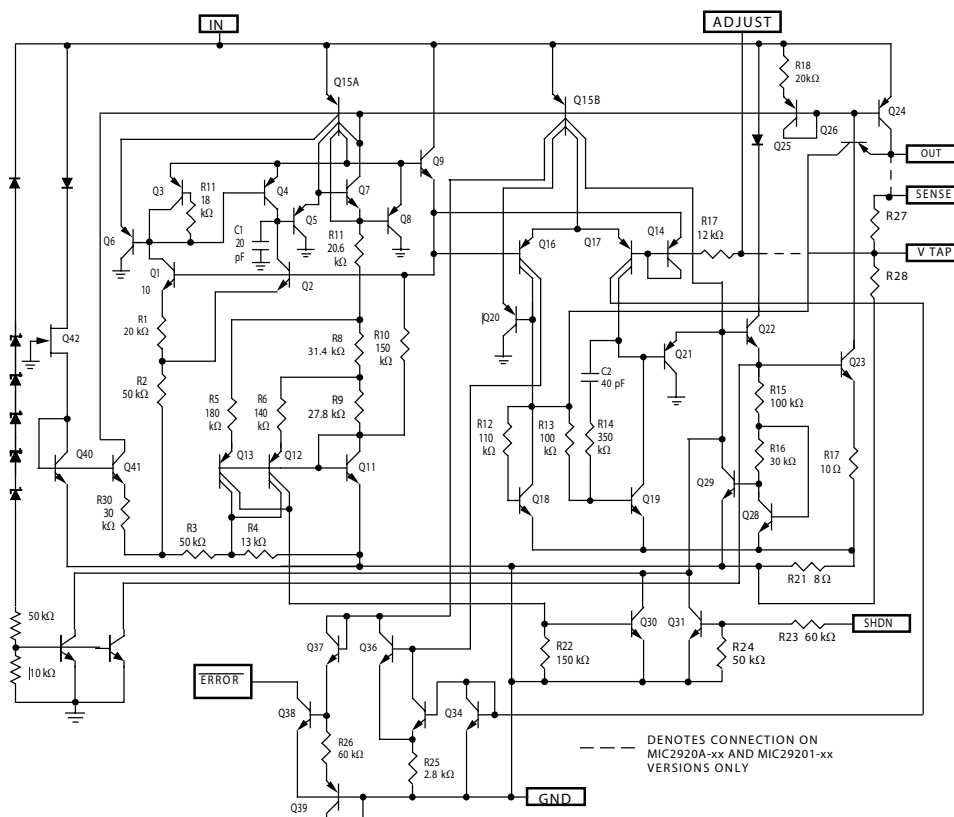 IN
ADJUST
R18
20kΩ
Q15A
Q15B
Q24
Q26
Q25
OUT
Q9
Q3
R11
18
kΩ
Q4
Q7
SENSE
R27
Q5
Q8
R17
12 kΩ
Q14
Q6
C1
20
pF
R11
20.6
kΩ
Q16
Q17
V TAP
R28
Q1
10
Q2
R1
20 kΩ
R10
150
kΩ
Q20
Q22
Q42
R8
31.4 kΩ
Q21
Q23
R2
50 kΩ
C2
40 pF
R15
100 kΩ
R5
180
kΩ
R6
140
kΩ
R9
27.8 kΩ
R12
110
kΩ
R13
100
kΩ
R14
350
kΩ
R16
30 kΩ
R17
10 Ω
Q40
Q41
Q13
Q12
Q11
Q29
Q18
Q19
Q28
R30
30
kΩ
R3
50 kΩ
R4
13 kΩ
R21 8Ω
50 kΩ
10 kΩ
Q37
Q36
R22
150 kΩ
Q30
Q31
R24
50 kΩ
R23 60 kΩ
SHDN
ERROR
Q38
Q34
R26
60 kΩ
R25
2.8 kΩ
Q39
GND
DENOTES CONNECTION ON
MIC2920A-xx AND MIC29201-xx
VERSIONS ONLY